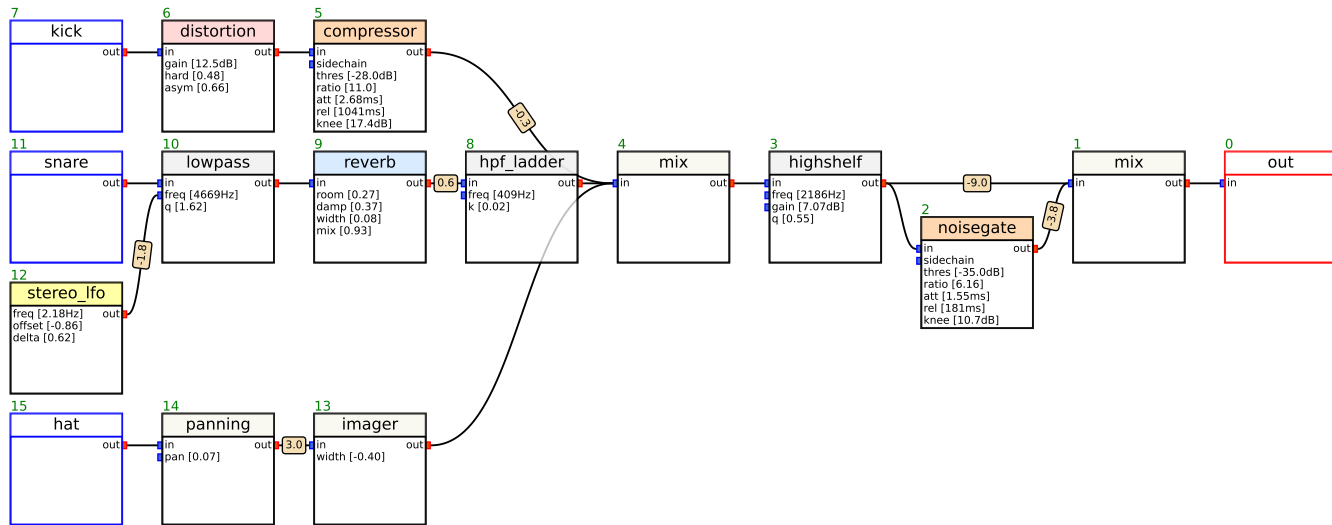 7
kick
out
6
distortion
in out
gain [12.5dB]
hard [0.48]
asym [0.66]
5
compressor
in out
sidechain
thres [-28.0dB]
ratio [11.0]
att [2.68ms]
rel [1041ms]
knee [17.4dB]
-0.3
11
snare
out
10
lowpass
in out
freq [4669Hz]
q [1.62]
9
reverb
in out
room [0.27]
damp [0.37]
width [0.08]
mix [0.93]
0.6
8
hpf_ladder
in out
freq [409Hz]
k [0.02]
4
mix
in out
3
highshelf
in out
freq [2186Hz]
gain [7.07dB]
q [0.55]
-9.0
2
noisegate
in out
sidechain
thres [-35.0dB]
ratio [6.16]
att [1.55ms]
rel [181ms]
knee [10.7dB]
-3.8
1
mix
in out
0
out
in
-1.8
12
stereo_lfo
freq [2.18Hz] out
offset [-0.86]
delta [0.62]
15
hat
out
14
panning
in out
pan [0.07]
3.0
13
imager
in out
width [-0.40]